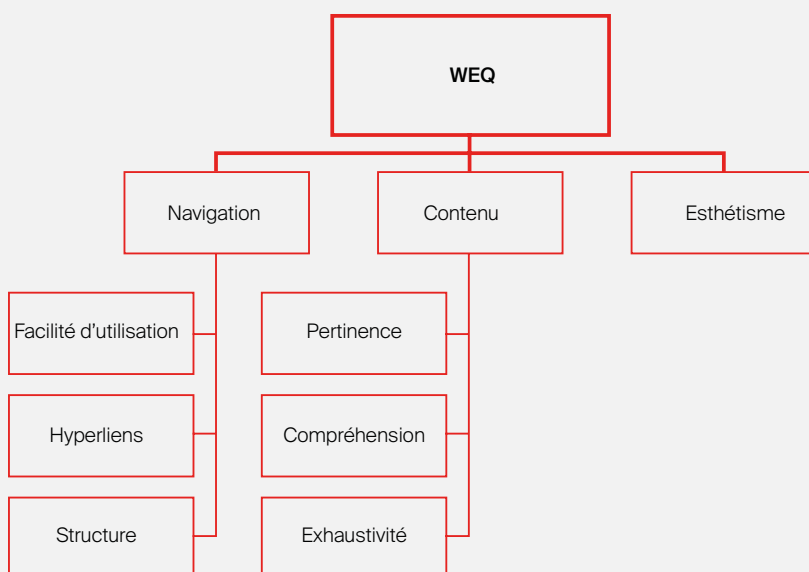 WEQ
Navigation
Contenu
Esthétisme
Facilité d'utilisation
Pertinence
Hyperliens
Compréhension
Structure
Exhaustivité